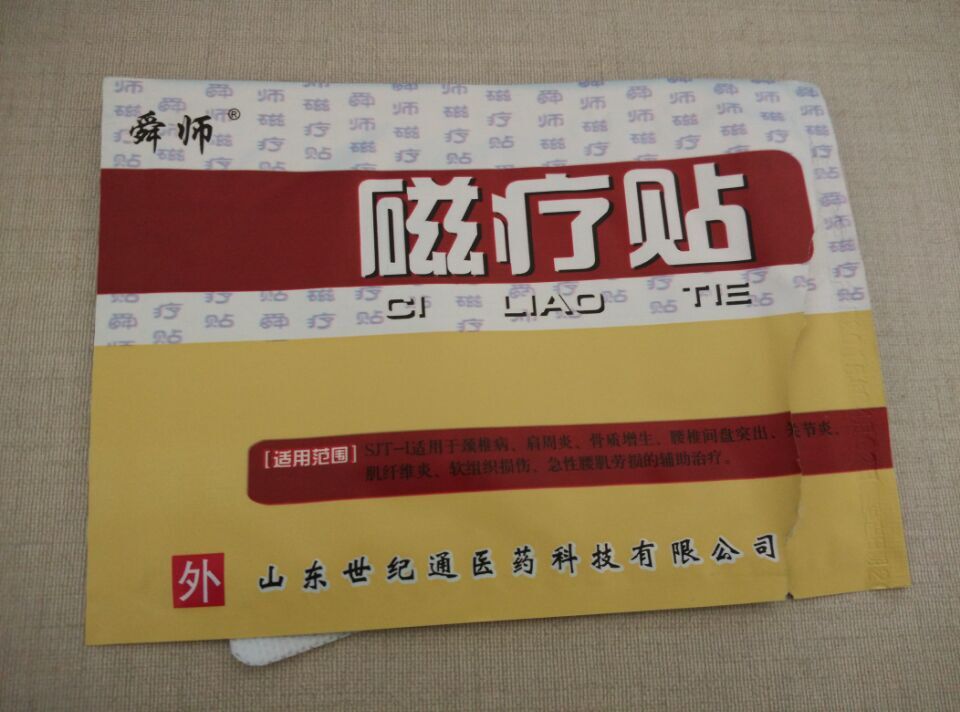 舜师®
磁疗贴
CI LIAO TIE
[适用范围] SJT-I适用于颈椎病、肩周炎、骨质增生、腰椎间盘突出、关节炎、
肌纤维炎、软组织损伤、急性腰肌劳损的辅助治疗。
外 山东世纪通医药科技有限公司